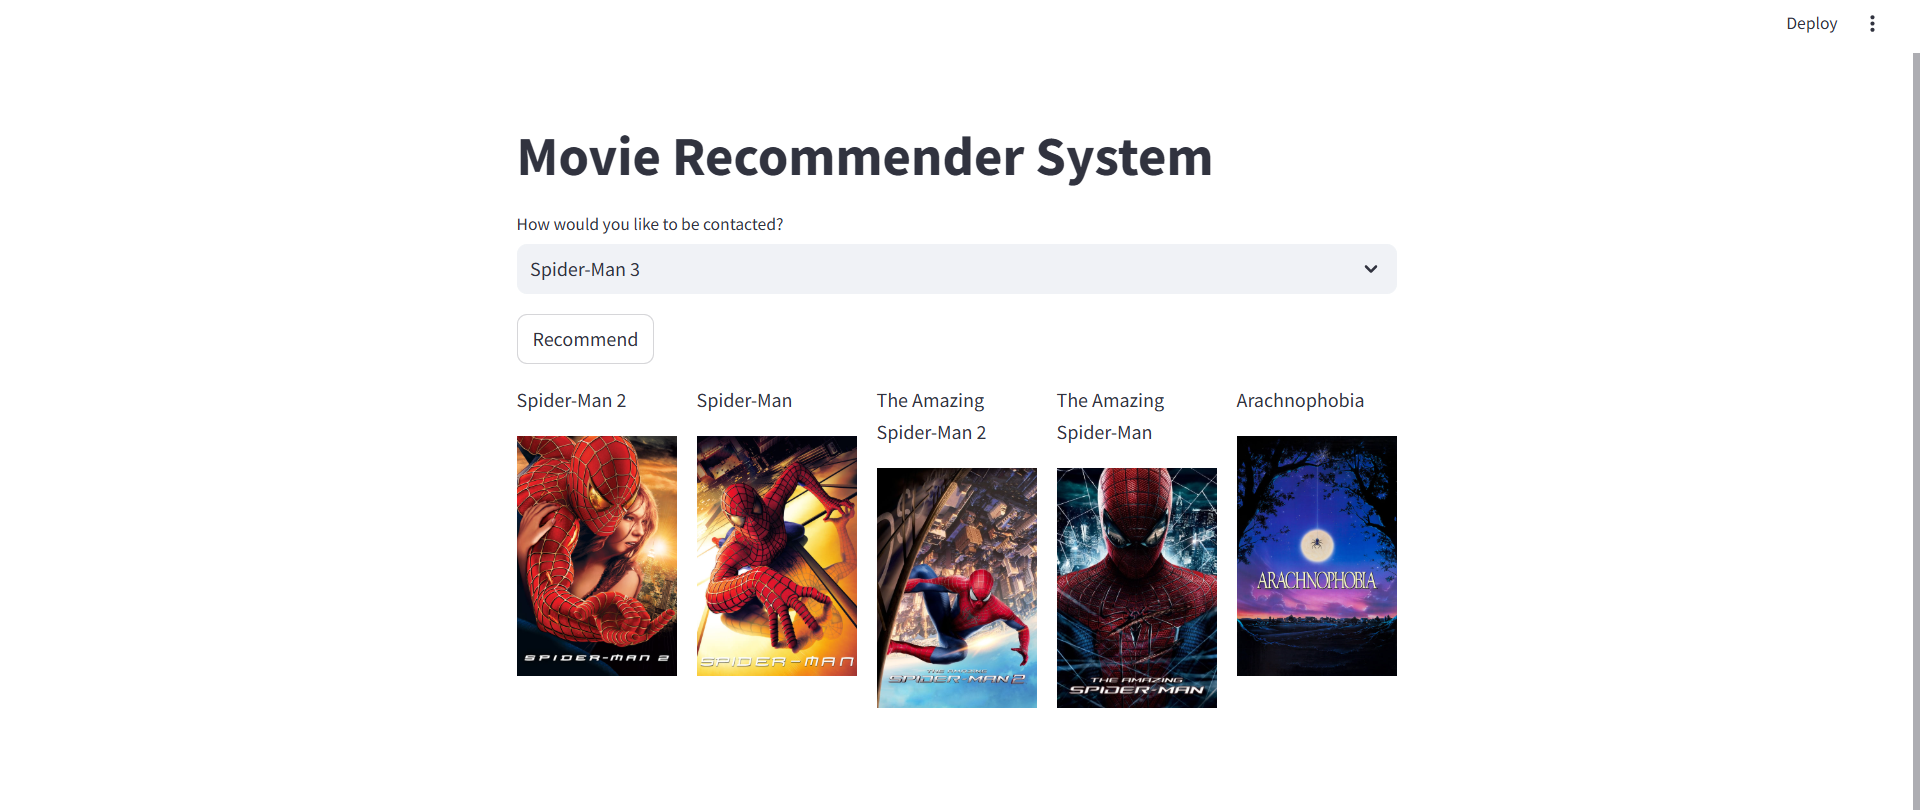 Deploy
Movie Recommender System
How would you like to be contacted?
Spider-Man 3
Recommend
Spider-Man 2
Spider-Man
The Amazing
Spider-Man 2
The Amazing
Spider-Man
Arachnophobia
SPIDER-MAN 2
SPIDER-MAN
THE AMAZING
SPIDER-MAN 2
THE AMAZING
SPIDER-MAN
ARACHNOPHOBIA